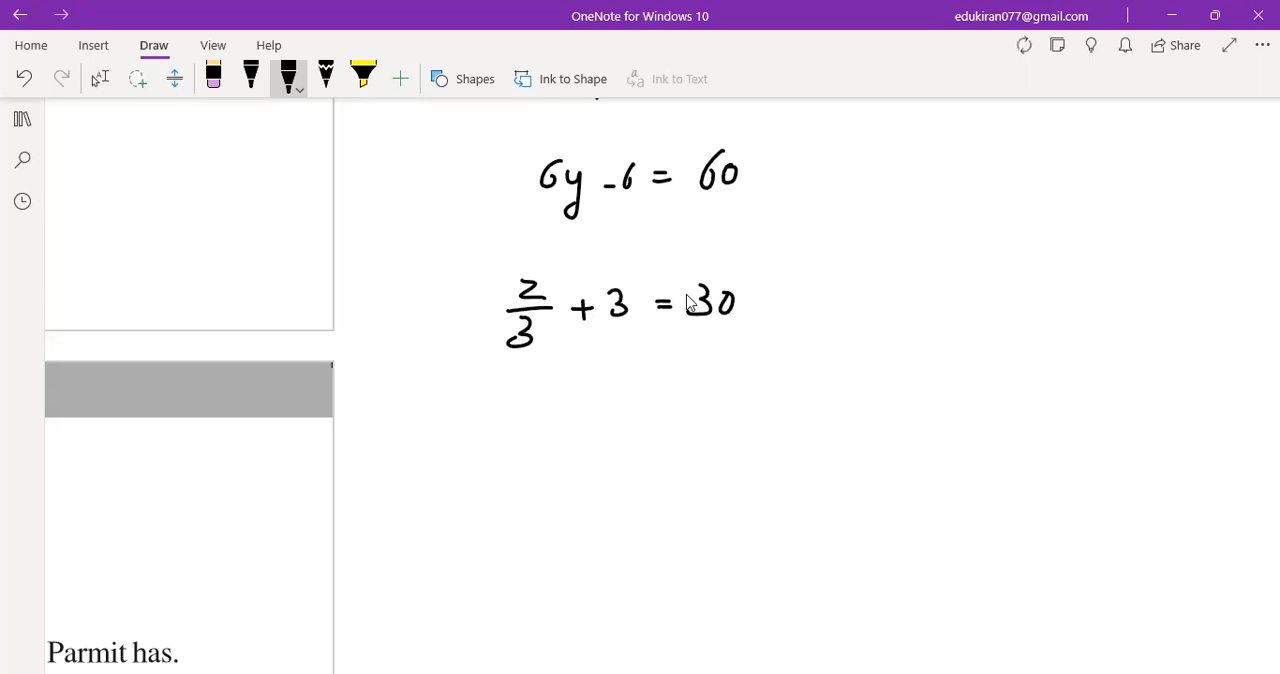 OneNote for Windows 10
edukiran077@gmail.com
Home Insert Draw View Help
Share
Shapes Ink to Shape Ink to Text
6y - 6 = 60
z/3 + 3 = 30
Parmit has.